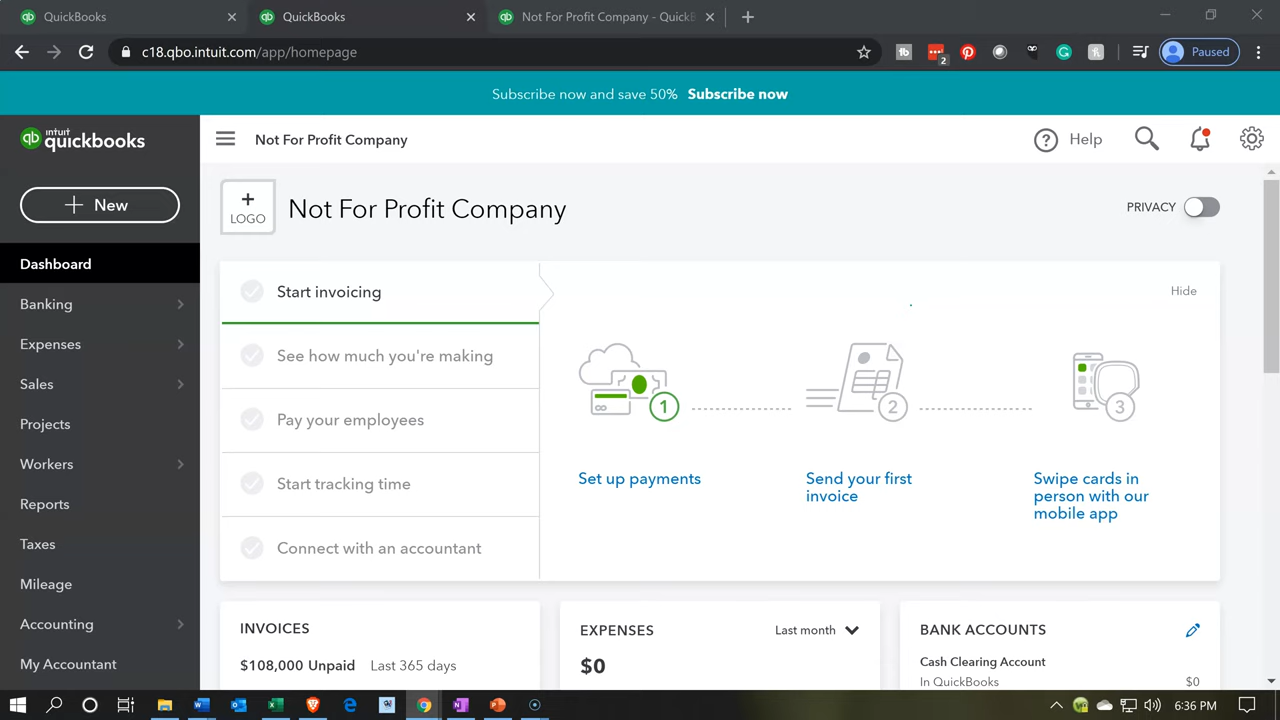 QuickBooks
QuickBooks
Not For Profit Company - QuickB
c18.qbo.intuit.com/app/homepage
2
Paused
Subscribe now and save 50% Subscribe now
qb intuit quickbooks
Not For Profit Company
Help
+ New
+ LOGO
Not For Profit Company
PRIVACY
Dashboard
Banking
Expenses
Sales
Projects
Workers
Reports
Taxes
Mileage
Accounting
My Accountant
Start invoicing
See how much you're making
Pay your employees
Start tracking time
Connect with an accountant
Hide
1
2
3
Set up payments
Send your first
invoice
Swipe cards in
person with our
mobile app
INVOICES
$108,000 Unpaid Last 365 days
EXPENSES
Last month
$0
BANK ACCOUNTS
Cash Clearing Account
In QuickBooks
$0
6:36 PM